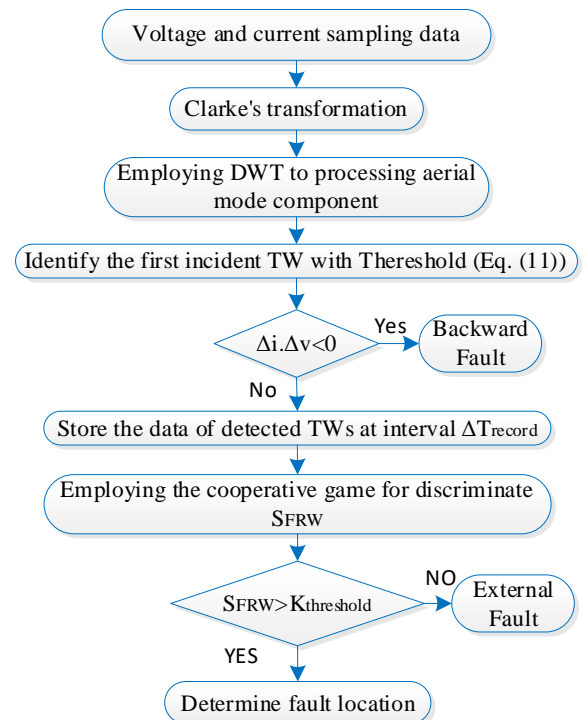 Voltage and current sampling data
Clarke's transformation
Employing DWT to processing aerial
mode component
Identify the first incident TW with Thereshold (Eq. (11))
Δi.Δv<0
Yes
Backward
Fault
No
Store the data of detected TWs at interval ΔTrecord
Employing the cooperative game for discriminate
SFRW
SFRW>Kthreshold
NO
External
Fault
YES
Determine fault location